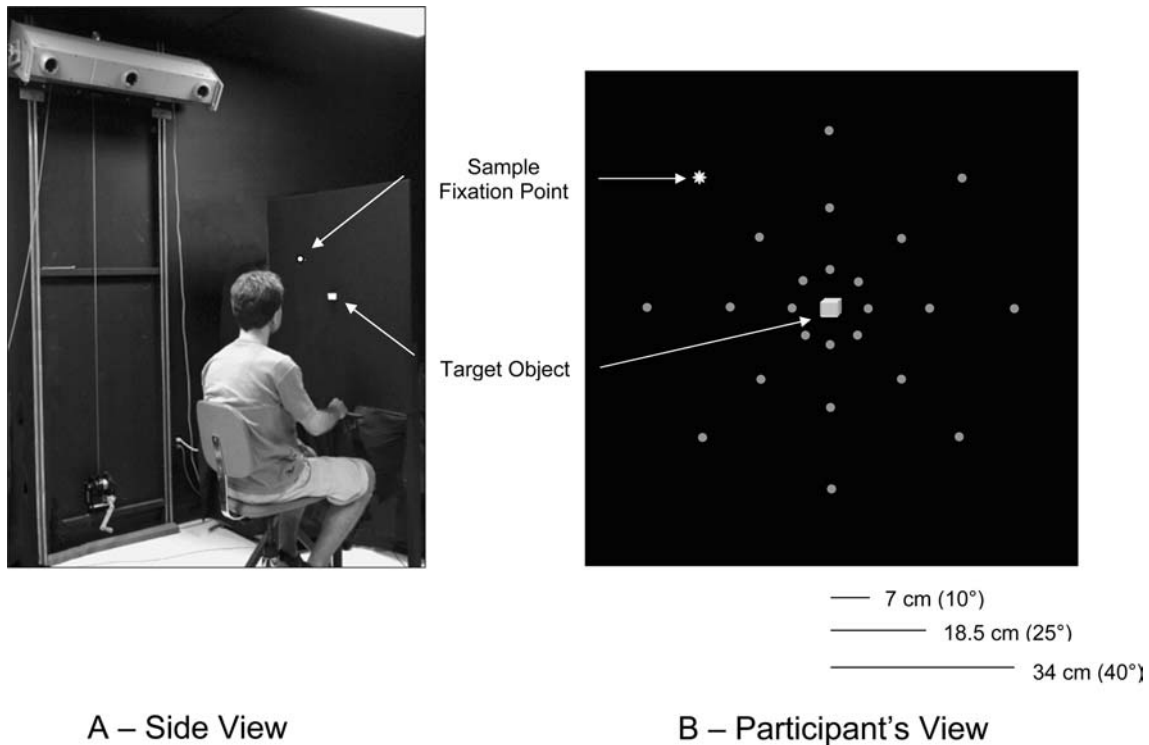 Sample
Fixation Point
Target Object
7 cm (10°)
18.5 cm (25°)
34 cm (40°)
A – Side View
B – Participant's View